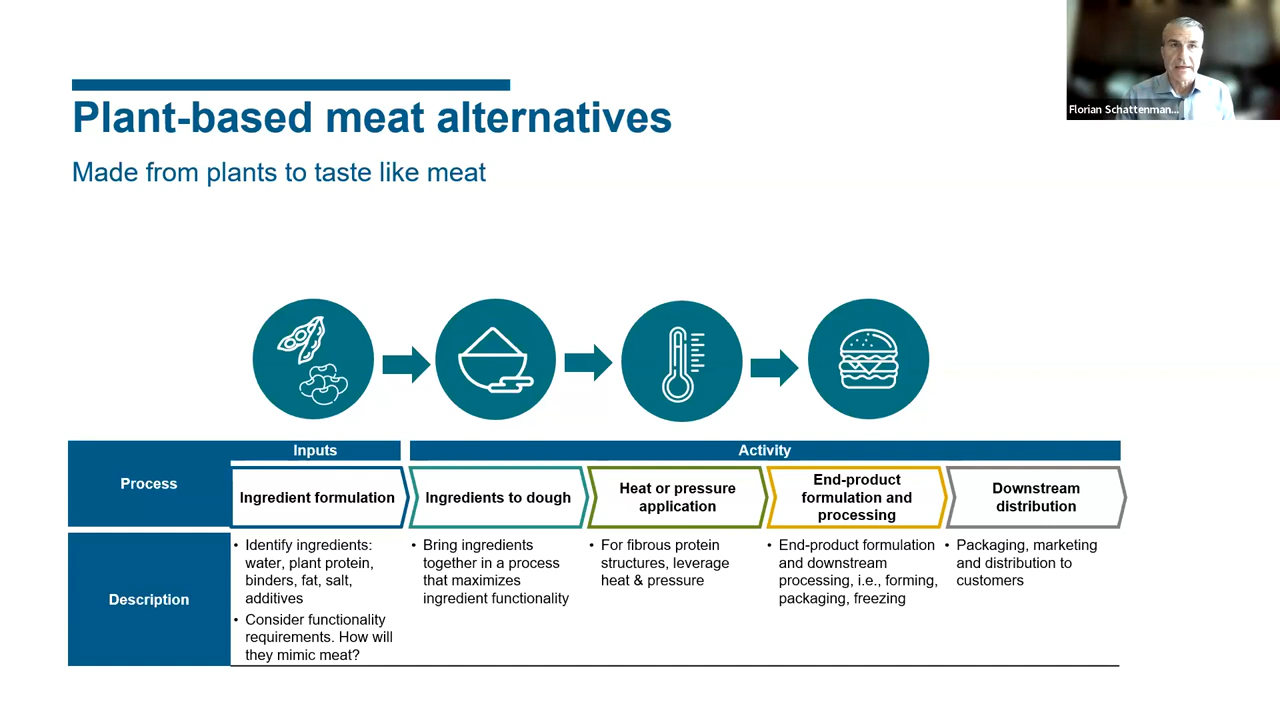 Florian Schattenman...
Plant-based meat alternatives
Made from plants to taste like meat
Process
Inputs
Activity
Ingredient formulation
Ingredients to dough
Heat or pressure
application
End-product
formulation and
processing
Downstream
distribution
Description
• Identify ingredients:
water, plant protein,
binders, fat, salt,
additives
• Consider functionality
requirements. How will
they mimic meat?
• Bring ingredients
together in a process
that maximizes
ingredient functionality
• For fibrous protein
structures, leverage
heat & pressure
• End-product formulation
and downstream
processing, i.e., forming,
packaging, freezing
• Packaging, marketing
and distribution to
customers